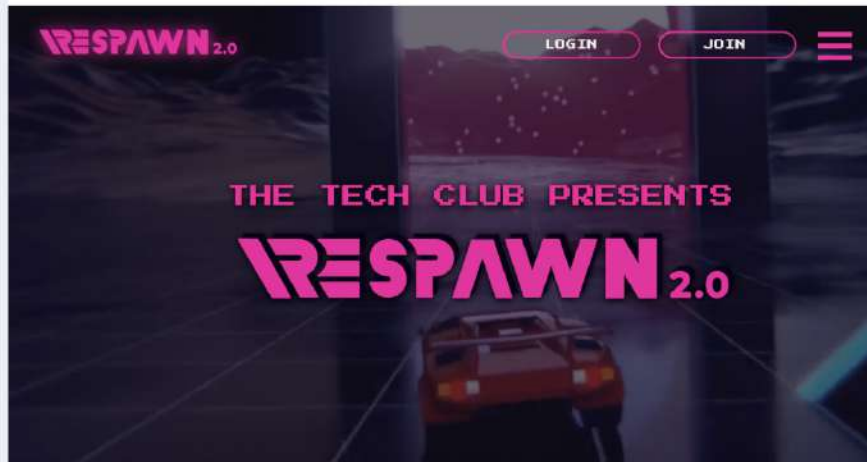 RESPAWN 2.0
LOGIN
JOIN
THE TECH CLUB PRESENTS
RESPAWN 2.0